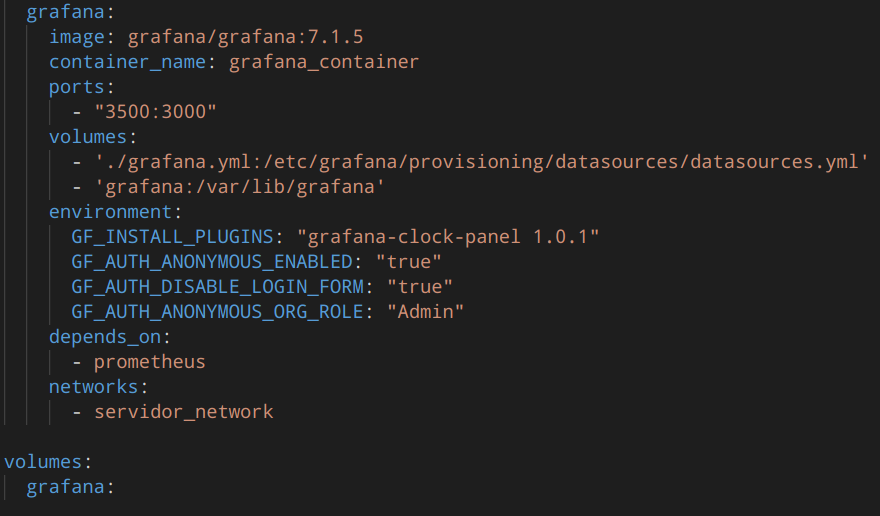 grafana:
image: grafana/grafana:7.1.5
container_name: grafana_container
ports:
- "3500:3000"
volumes:
- './grafana.yml:/etc/grafana/provisioning/datasources/datasources.yml'
- 'grafana:/var/lib/grafana'
environment:
GF_INSTALL_PLUGINS: "grafana-clock-panel 1.0.1"
GF_AUTH_ANONYMOUS_ENABLED: "true"
GF_AUTH_DISABLE_LOGIN_FORM: "true"
GF_AUTH_ANONYMOUS_ORG_ROLE: "Admin"
depends_on:
- prometheus
networks:
- servidor_network
volumes:
grafana: